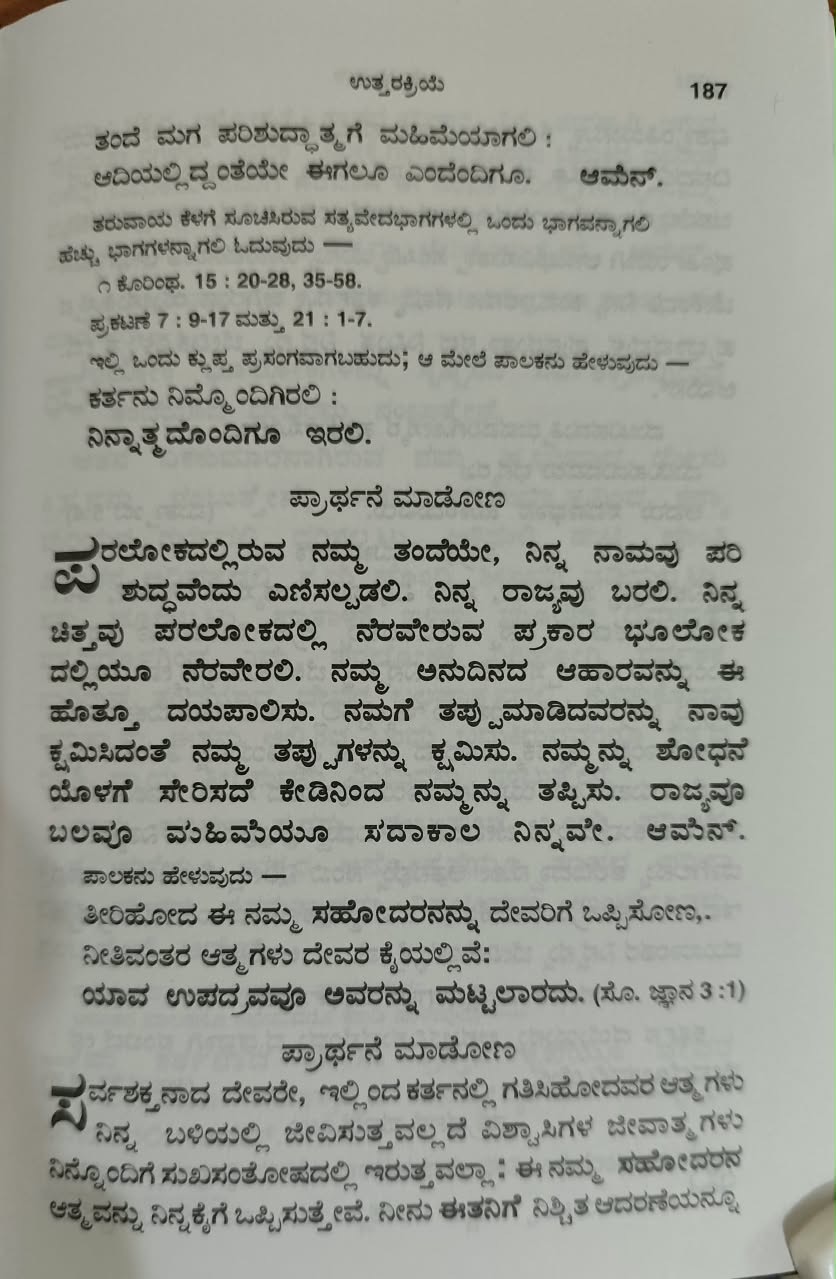 ಉತ್ತರಕ್ರಿಯೆ 187
ತಂದೆ ಮಗ ಪರಿಶುದ್ಧಾತ್ಮಗೆ ಮಹಿಮೆಯಾಗಲಿ :
ಆದಿಯಲ್ಲಿದ್ದಂತೆಯೇ ಈಗಲೂ ಎಂದೆಂದಿಗೂ. ಆಮೆನ್.
ತರುವಾಯ ಕೆಳಗೆ ಸೂಚಿಸಿರುವ ಸತ್ಯವೇದಭಾಗಗಳಲ್ಲಿ ಒಂದು ಭಾಗವನ್ನಾಗಲಿ
ಹೆಚ್ಚು ಭಾಗಗಳನ್ನಾಗಲಿ ಓದುವುದು —
೧ ಕೊರಿಂಥ. 15 : 20-28, 35-58.
ಪ್ರಕಟಣೆ 7 : 9-17 ಮತ್ತು 21 : 1-7.
ಇಲ್ಲಿ ಒಂದು ಕ್ಲುಪ್ತ ಪ್ರಸಂಗವಾಗಬಹುದು; ಆ ಮೇಲೆ ಪಾಲಕನು ಹೇಳುವುದು —
ಕರ್ತನು ನಿಮ್ಮೊಂದಿಗಿರಲಿ :
ನಿನ್ನಾತ್ಮದೊಂದಿಗೂ ಇರಲಿ.
ಪ್ರಾರ್ಥನೆ ಮಾಡೋಣ
ಪರಲೋಕದಲ್ಲಿರುವ ನಮ್ಮ ತಂದೆಯೇ, ನಿನ್ನ ನಾಮವು ಪರಿ
ಶುದ್ಧವೆಂದು ಎಣಿಸಲ್ಪಡಲಿ. ನಿನ್ನ ರಾಜ್ಯವು ಬರಲಿ. ನಿನ್ನ
ಚಿತ್ತವು ಪರಲೋಕದಲ್ಲಿ ನೆರವೇರುವ ಪ್ರಕಾರ ಭೂಲೋಕ
ದಲ್ಲಿಯೂ ನೆರವೇರಲಿ. ನಮ್ಮ ಅನುದಿನದ ಆಹಾರವನ್ನು ಈ
ಹೊತ್ತೂ ದಯಪಾಲಿಸು. ನಮಗೆ ತಪ್ಪುಮಾಡಿದವರನ್ನು ನಾವು
ಕ್ಷಮಿಸಿದಂತೆ ನಮ್ಮ ತಪ್ಪುಗಳನ್ನು ಕ್ಷಮಿಸು. ನಮ್ಮನ್ನು ಶೋಧನೆ
ಯೊಳಗೆ ಸೇರಿಸದೆ ಕೇಡಿನಿಂದ ನಮ್ಮನ್ನು ತಪ್ಪಿಸು. ರಾಜ್ಯವೂ
ಬಲವೂ ಮಹಿಮೆಯೂ ಸದಾಕಾಲ ನಿನ್ನವೇ. ಆಮೆನ್.
ಪಾಲಕನು ಹೇಳುವುದು —
ತೀರಿಹೋದ ಈ ನಮ್ಮ ಸಹೋದರನನ್ನು ದೇವರಿಗೆ ಒಪ್ಪಿಸೋಣ,.
ನೀತಿವಂತರ ಆತ್ಮಗಳು ದೇವರ ಕೈಯಲ್ಲಿವೆ:
ಯಾವ ಉಪದ್ರವವೂ ಅವರನ್ನು ಮಟ್ಟಲಾರದು. (ಸೊ. ಜ್ಞಾನ 3 :1)
ಪ್ರಾರ್ಥನೆ ಮಾಡೋಣ
ಸರ್ವಶಕ್ತನಾದ ದೇವರೇ, ಇಲ್ಲಿಂದ ಕರ್ತನಲ್ಲಿ ಗತಿಸಿಹೋದವರ ಆತ್ಮಗಳು
ನಿನ್ನ ಬಳಿಯಲ್ಲಿ ಜೀವಿಸುತ್ತವಲ್ಲದೆ ವಿಶ್ವಾಸಿಗಳ ಜೀವಾತ್ಮಗಳು
ನಿನ್ನೊಂದಿಗೆ ಸುಖಸಂತೋಷದಲ್ಲಿ ಇರುತ್ತವಲ್ಲಾ : ಈ ನಮ್ಮ ಸಹೋದರನ
ಆತ್ಮವನ್ನು ನಿನ್ನಕೈಗೆ ಒಪ್ಪಿಸುತ್ತೇವೆ. ನೀನು ಈತನಿಗೆ ನಿಶ್ಚಿತ ಆದರಣೆಯನ್ನೂ